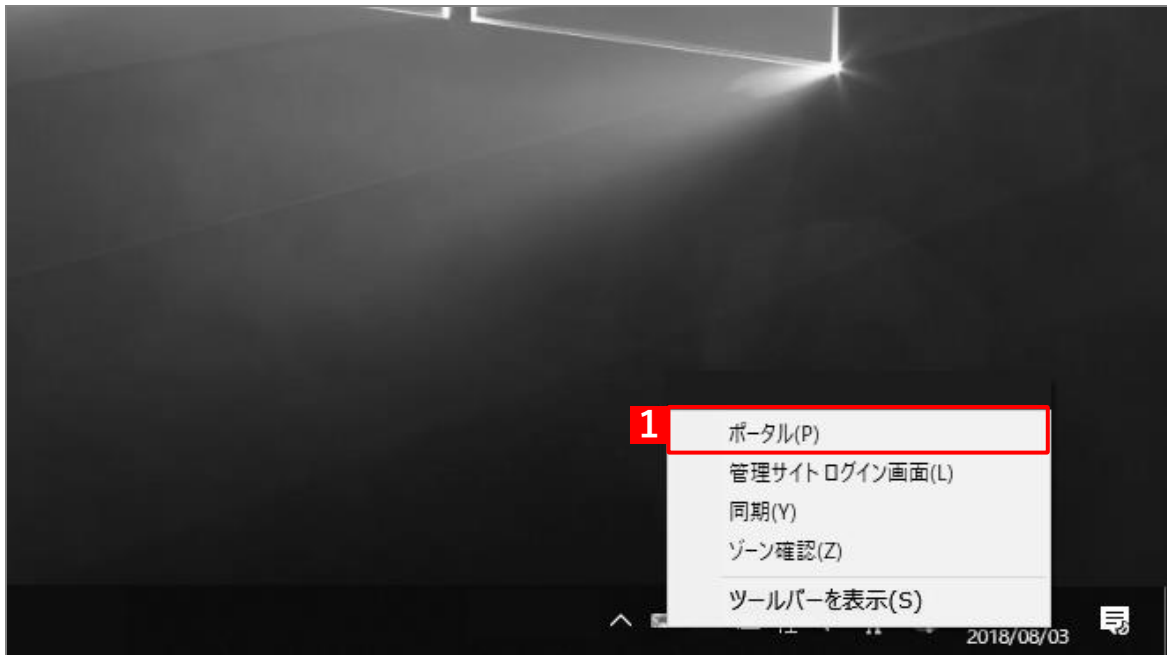 1
ポータル(P)
管理サイトログイン画面(L)
同期(Y)
ゾーン確認(Z)
ツールバーを表示(S)
2018/08/03